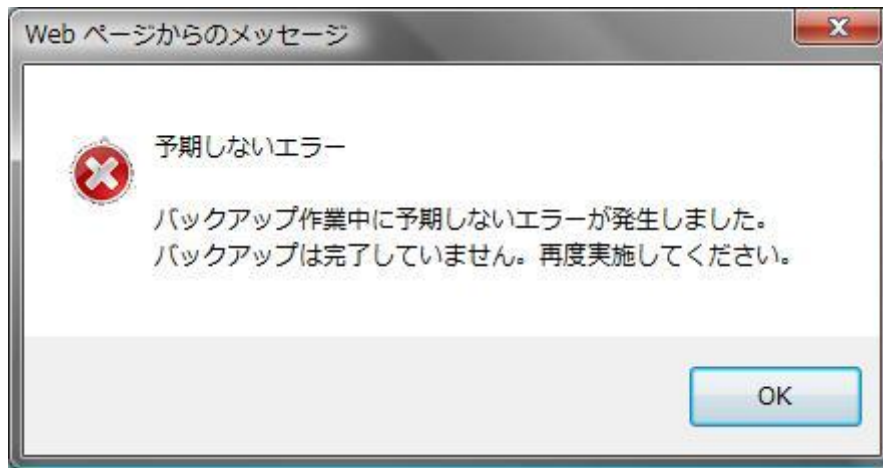 Web ページからのメッセージ
予期しないエラー
バックアップ作業中に予期しないエラーが発生しました。
バックアップは完了していません。再度実施してください。
OK